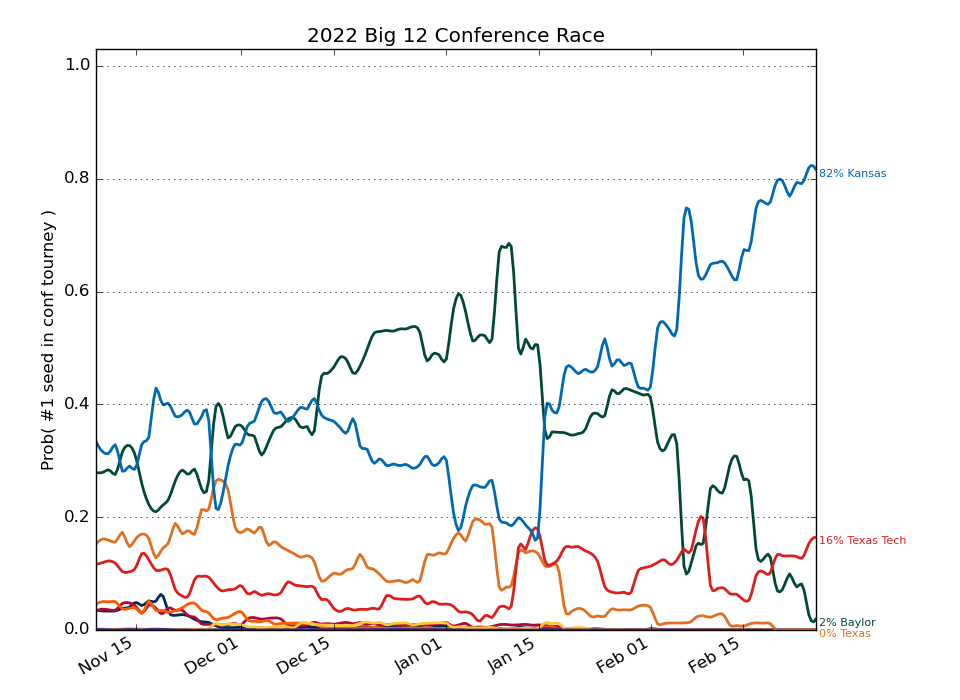 2022 Big 12 Conference Race
Prob( #1 seed in conf tourney )
1.0
0.8
0.6
0.4
0.2
0.0
Nov 15
Dec 01
Dec 15
Jan 01
Jan 15
Feb 01
Feb 15
82% Kansas
16% Texas Tech
2% Baylor
0% Texas